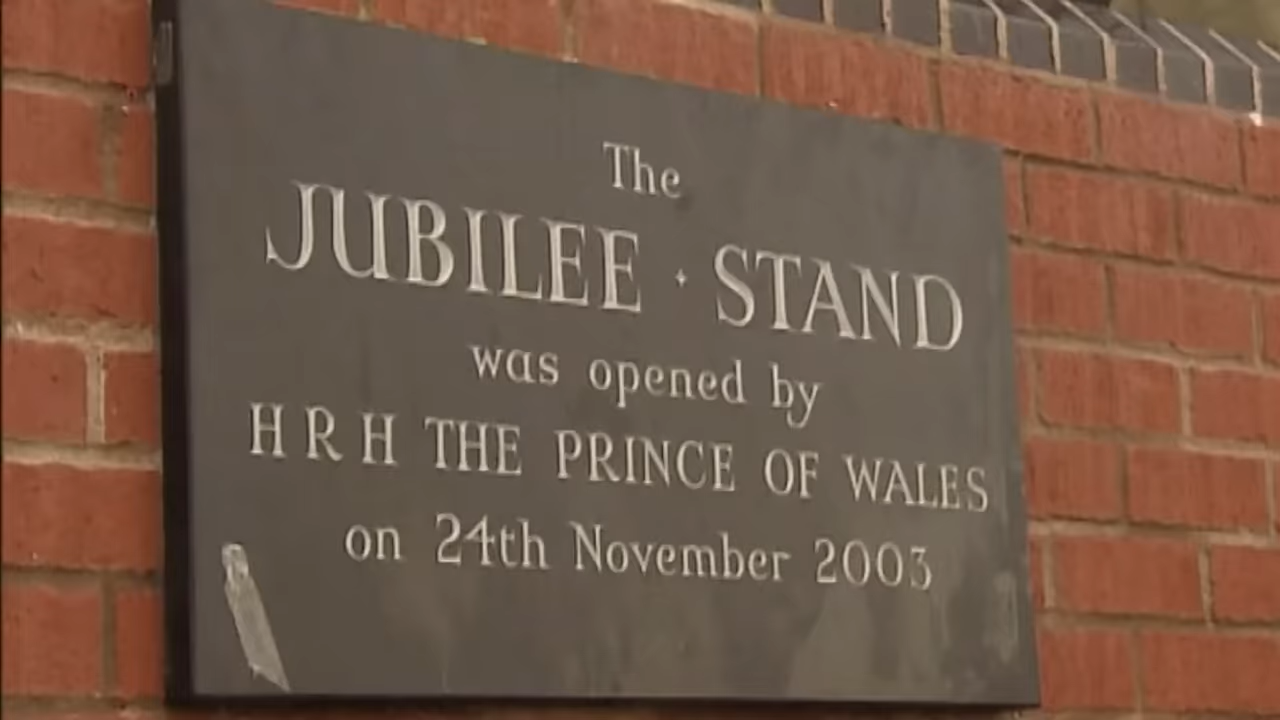 The
JUBILEE · STAND
was opened by
H R H THE PRINCE OF WALES
on 24th November 2003